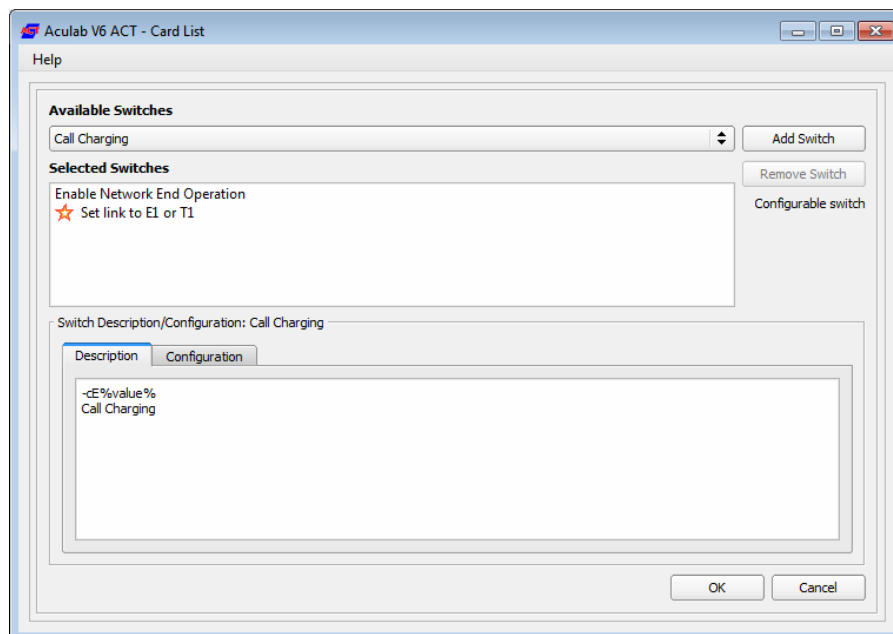 Aculab V6 ACT - Card List
Help
Available Switches
Call Charging
Add Switch
Selected Switches
Remove Switch
Enable Network End Operation
Set link to E1 or T1
Configurable switch
Switch Description/Configuration: Call Charging
Description
Configuration
-cE%value%
Call Charging
OK
Cancel